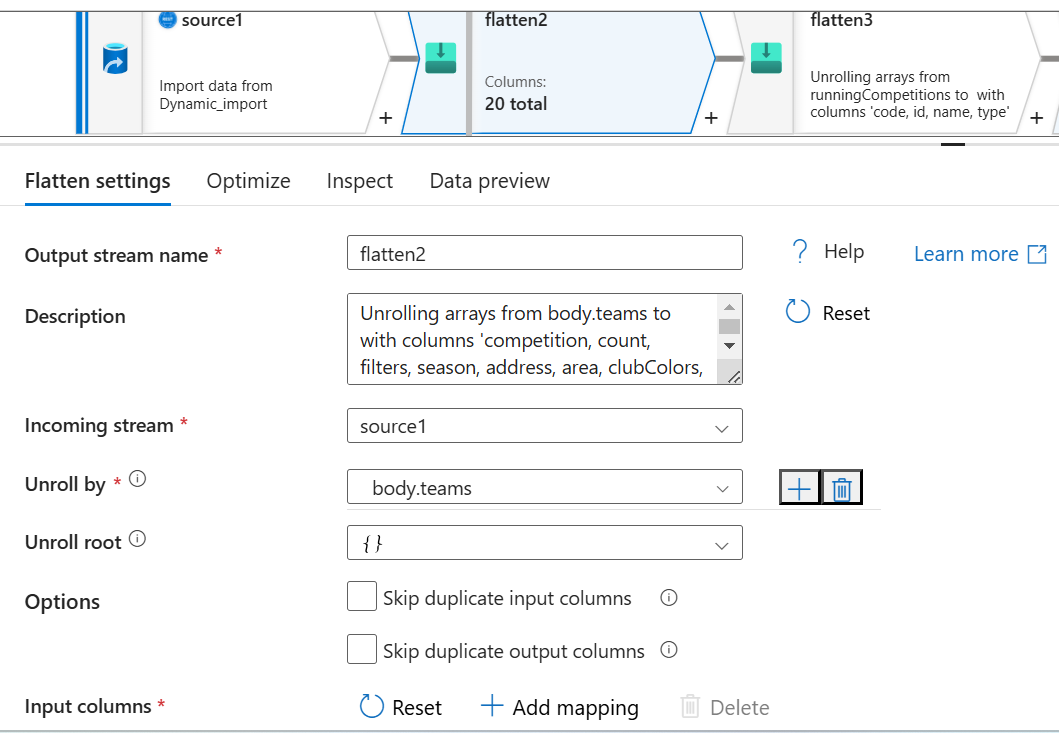 source1
Import data from
Dynamic_import
+
flatten2
Columns:
20 total
+
flatten3
Unrolling arrays from
runningCompetitions to with
columns 'code, id, name, type'
+
Flatten settings
Optimize
Inspect
Data preview
Output stream name *
flatten2
? Help
Learn more
Description
Unrolling arrays from body.teams to
with columns 'competition, count,
filters, season, address, area, clubColors,
Reset
Incoming stream *
source1
Unroll by *
body.teams
Unroll root
{ }
Options
Skip duplicate input columns
Skip duplicate output columns
Input columns *
Reset
+ Add mapping
Delete